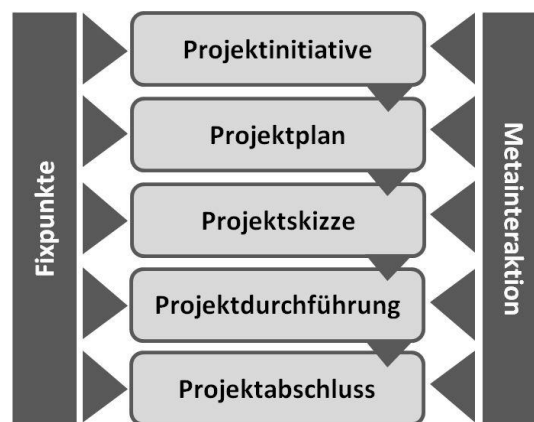 Fixpunkte
Projektinitiative
Projektplan
Projektskizze
Projektdurchführung
Projektabschluss
Metainteraktion